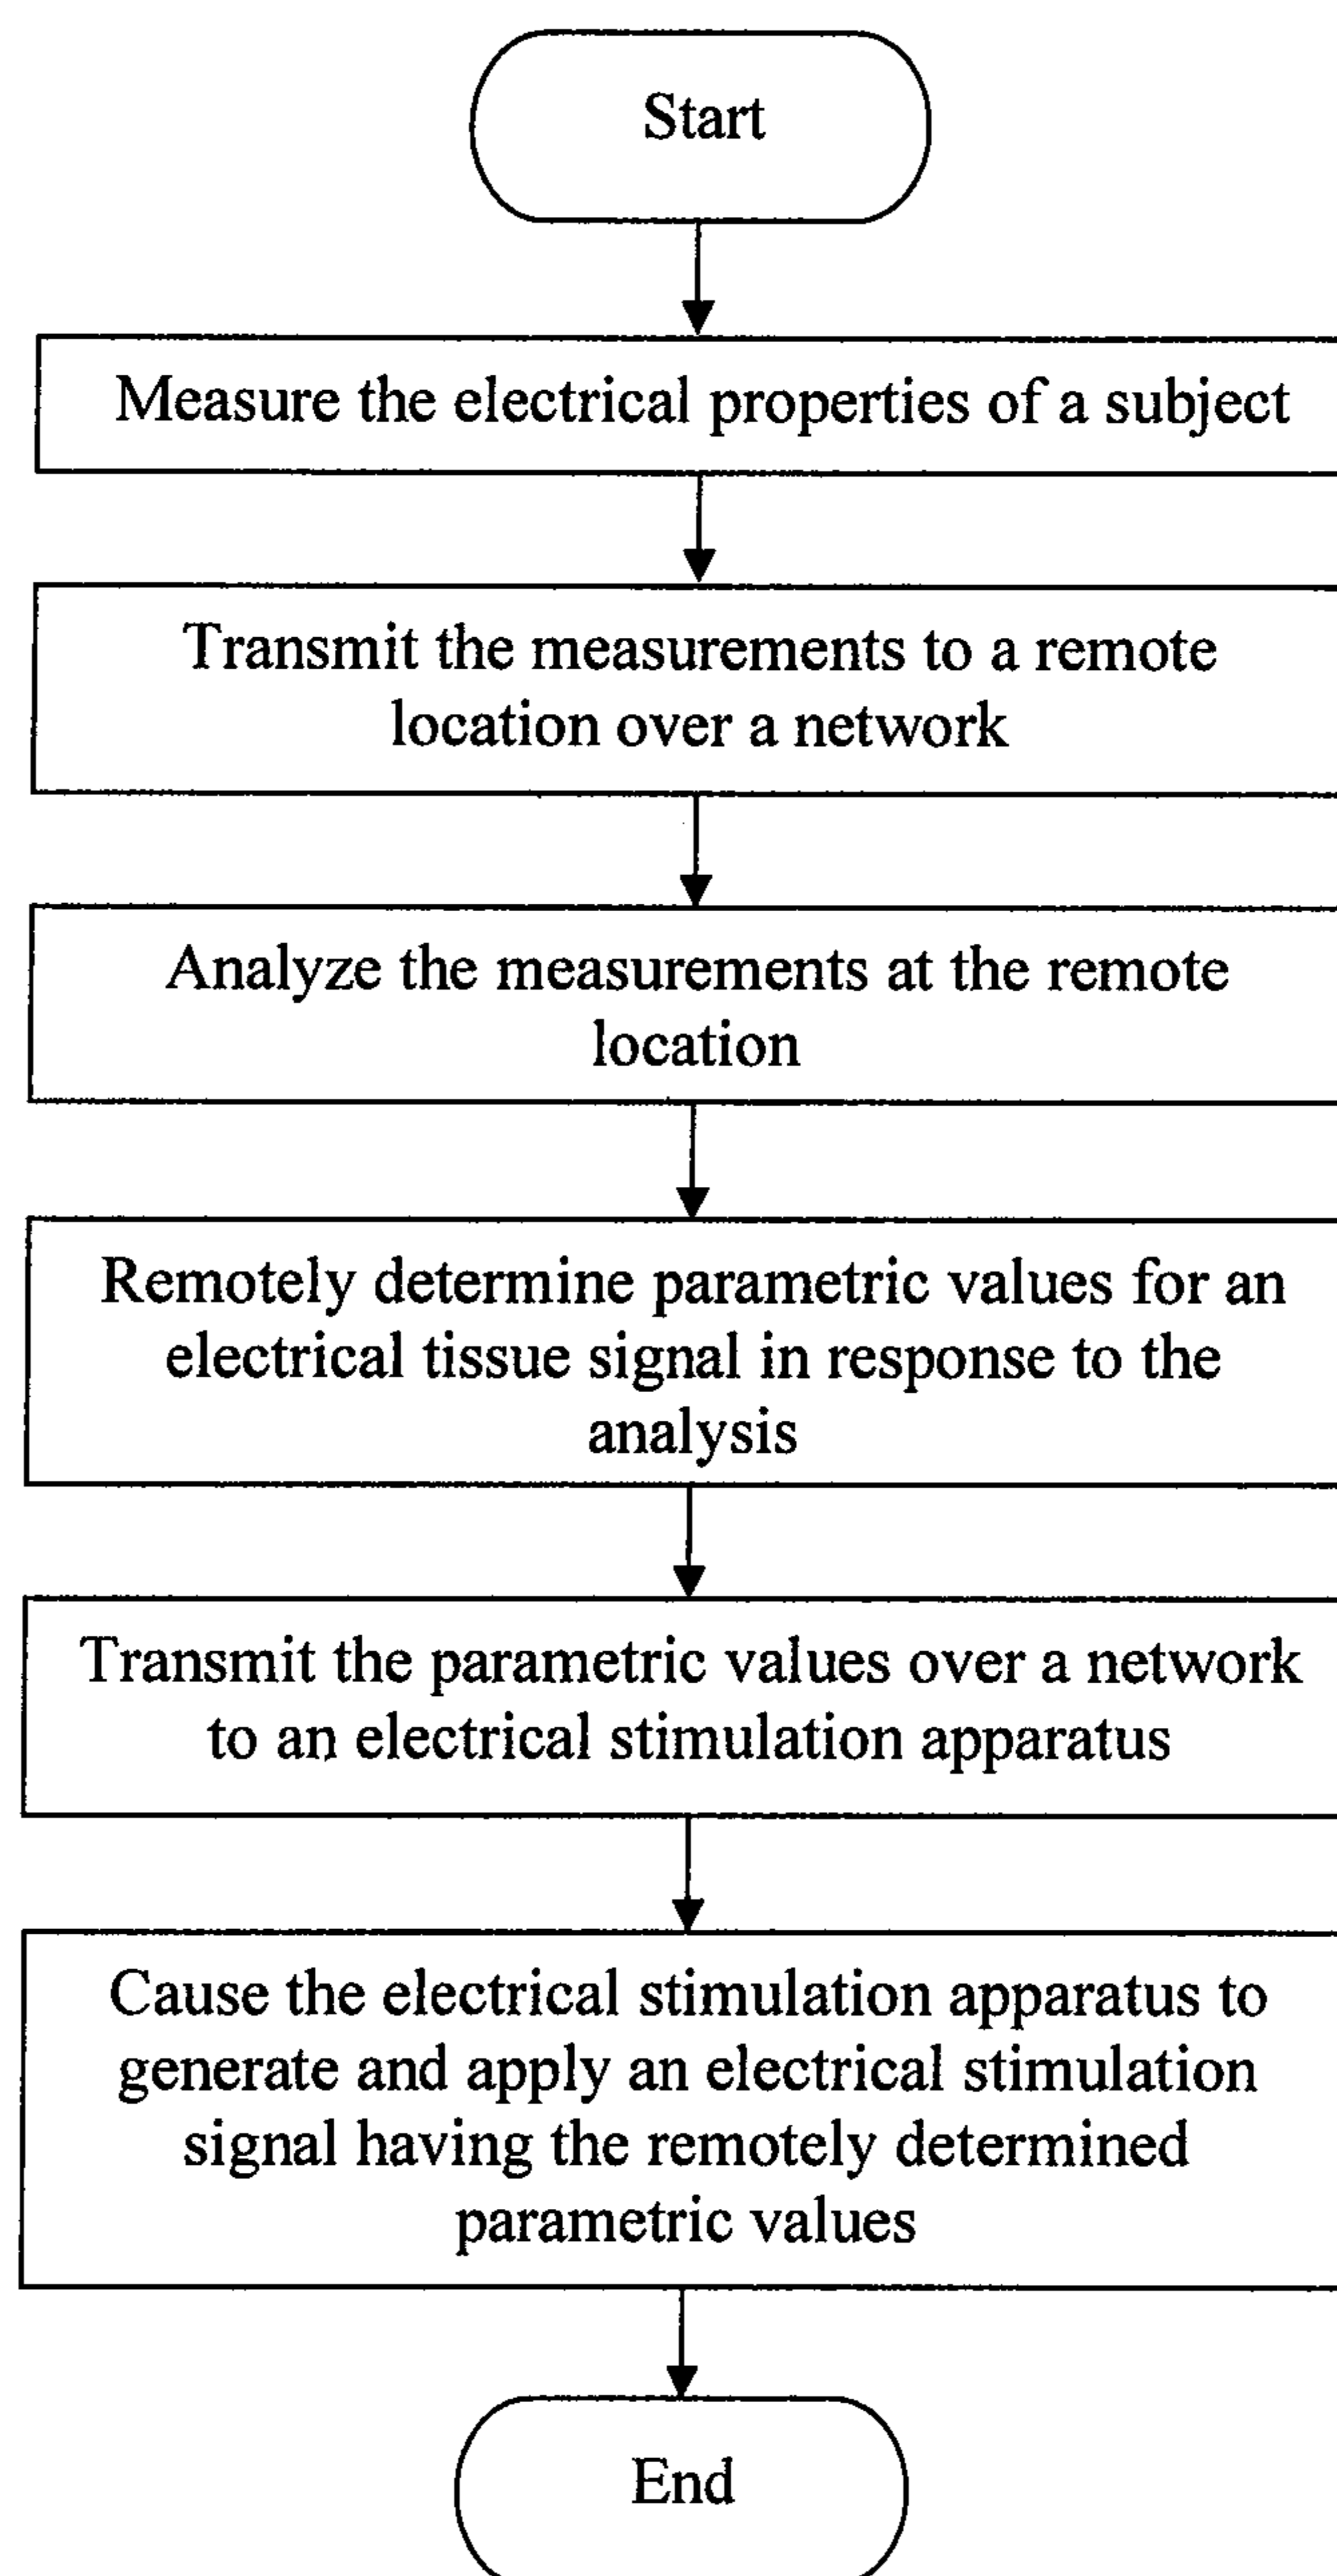 Start
Measure the electrical properties of a subject
Transmit the measurements to a remote
location over a network
Analyze the measurements at the remote
location
Remotely determine parametric values for an
electrical tissue signal in response to the
analysis
Transmit the parametric values over a network
to an electrical stimulation apparatus
Cause the electrical stimulation apparatus to
generate and apply an electrical stimulation
signal having the remotely determined
parametric values
End